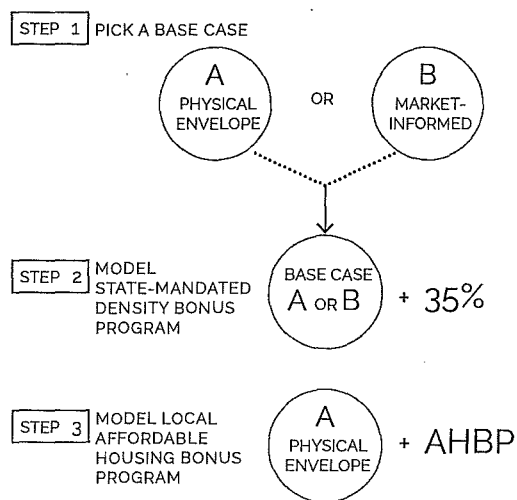 STEP 1 PICK A BASE CASE
A
PHYSICAL
ENVELOPE
OR
B
MARKET-
INFORMED
STEP 2
MODEL
STATE-MANDATED
DENSITY BONUS
PROGRAM
BASE CASE
A OR B
+ 35%
STEP 3
MODEL LOCAL
AFFORDABLE
HOUSING BONUS
PROGRAM
A
PHYSICAL
ENVELOPE
+ AHBP